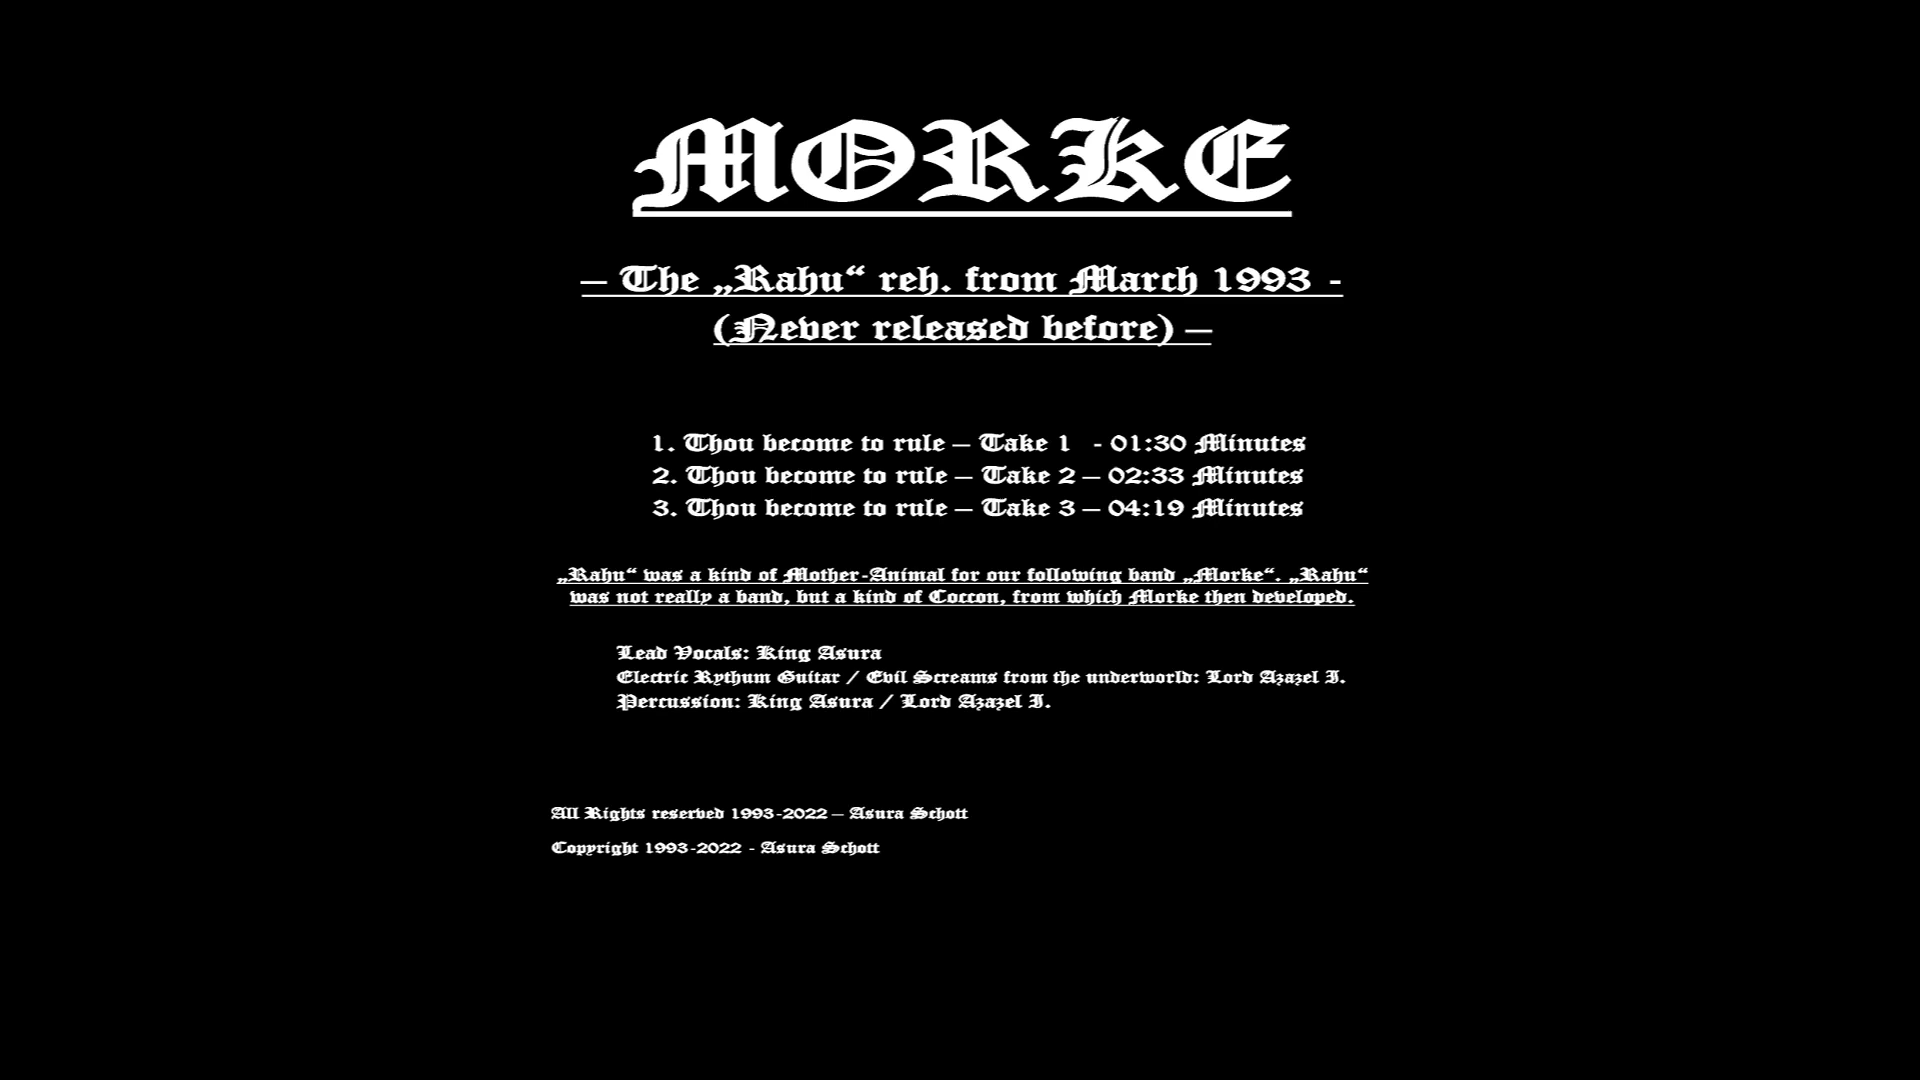 MORKE
– The „Rahu“ reh. from March 1993 -
(Never released before) –
1. Thou become to rule – Take 1 - 01:30 Minutes
2. Thou become to rule – Take 2 – 02:33 Minutes
3. Thou become to rule – Take 3 – 04:19 Minutes
„Rahu“ was a kind of Mother-Animal for our following band „Morke“. „Rahu“
was not really a band, but a kind of Coccon, from which Morke then developed.
Lead Vocals: King Asura
Electric Rythum Guitar / Evil Screams from the underworld: Lord Azazel I.
Percussion: King Asura / Lord Azazel I.
All Rights reserved 1993-2022 – Asura Schott
Copyright 1993-2022 - Asura Schott